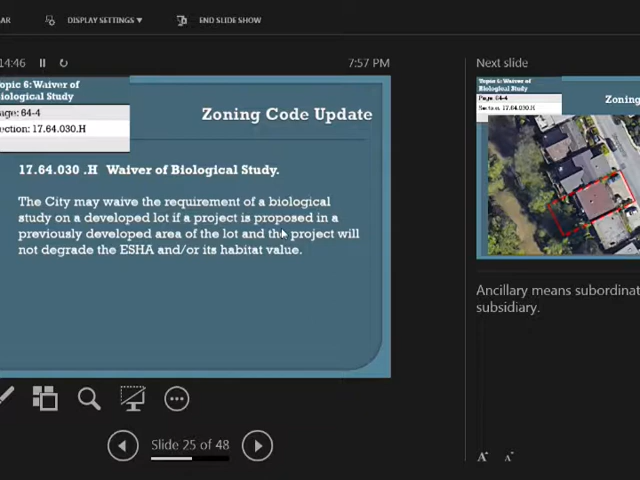 AR
DISPLAY SETTINGS ▼
END SLIDE SHOW
14:46
7:57 PM
opic 6: Waiver of
iological Study
age: 64-4
ection: 17.64.030.H
Zoning Code Update
17.64.030 .H Waiver of Biological Study.
The City may waive the requirement of a biological
study on a developed lot if a project is proposed in a
previously developed area of the lot and the project will
not degrade the ESHA and/or its habitat value.
Slide 25 of 48
Next slide
Topic 6: Waiver of
Biological Study
Page: 64-4
Section: 17.64.030.H
Zoning
Ancillary means subordinat
subsidiary.
A
A